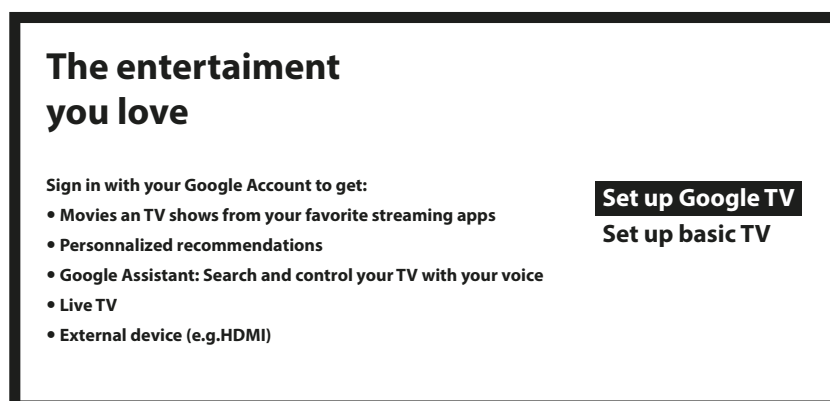 The entertaiment
you love
Sign in with your Google Account to get:
• Movies an TV shows from your favorite streaming apps
• Personnalized recommendations
• Google Assistant: Search and control your TV with your voice
• Live TV
• External device (e.g.HDMI)
Set up Google TV
Set up basic TV